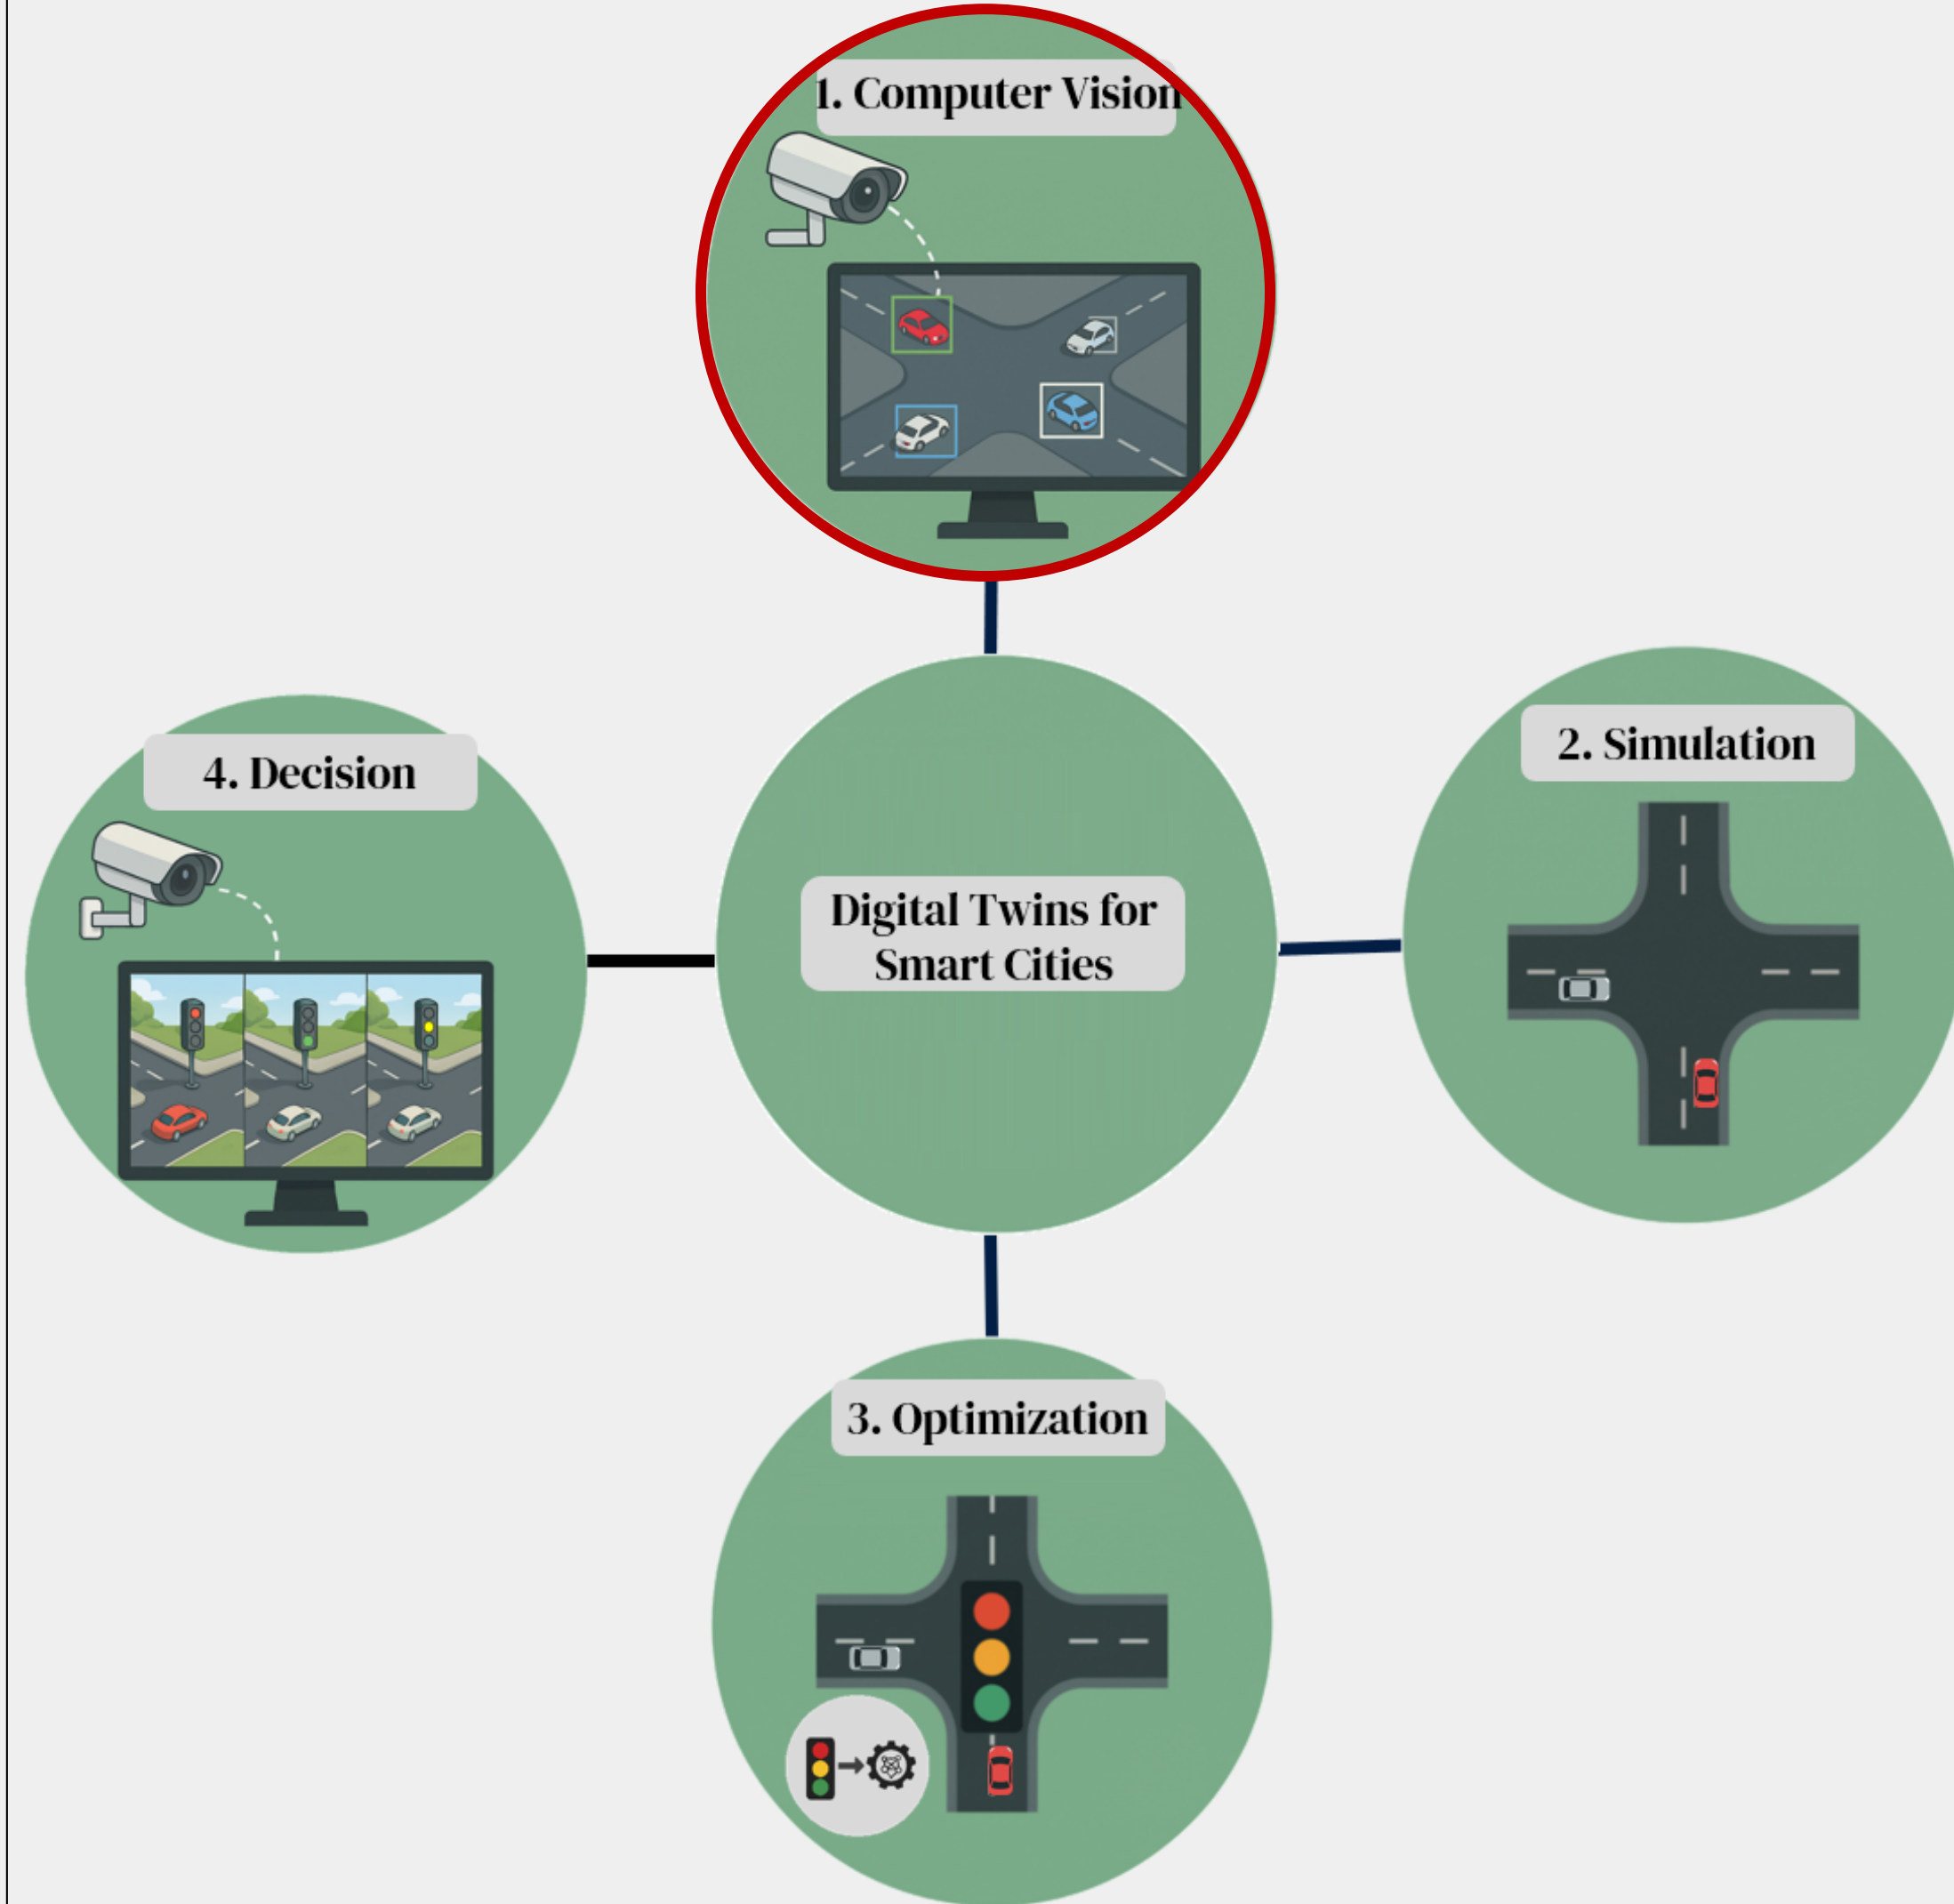 1. Computer Vision
4. Decision
Digital Twins for
Smart Cities
2. Simulation
3. Optimization